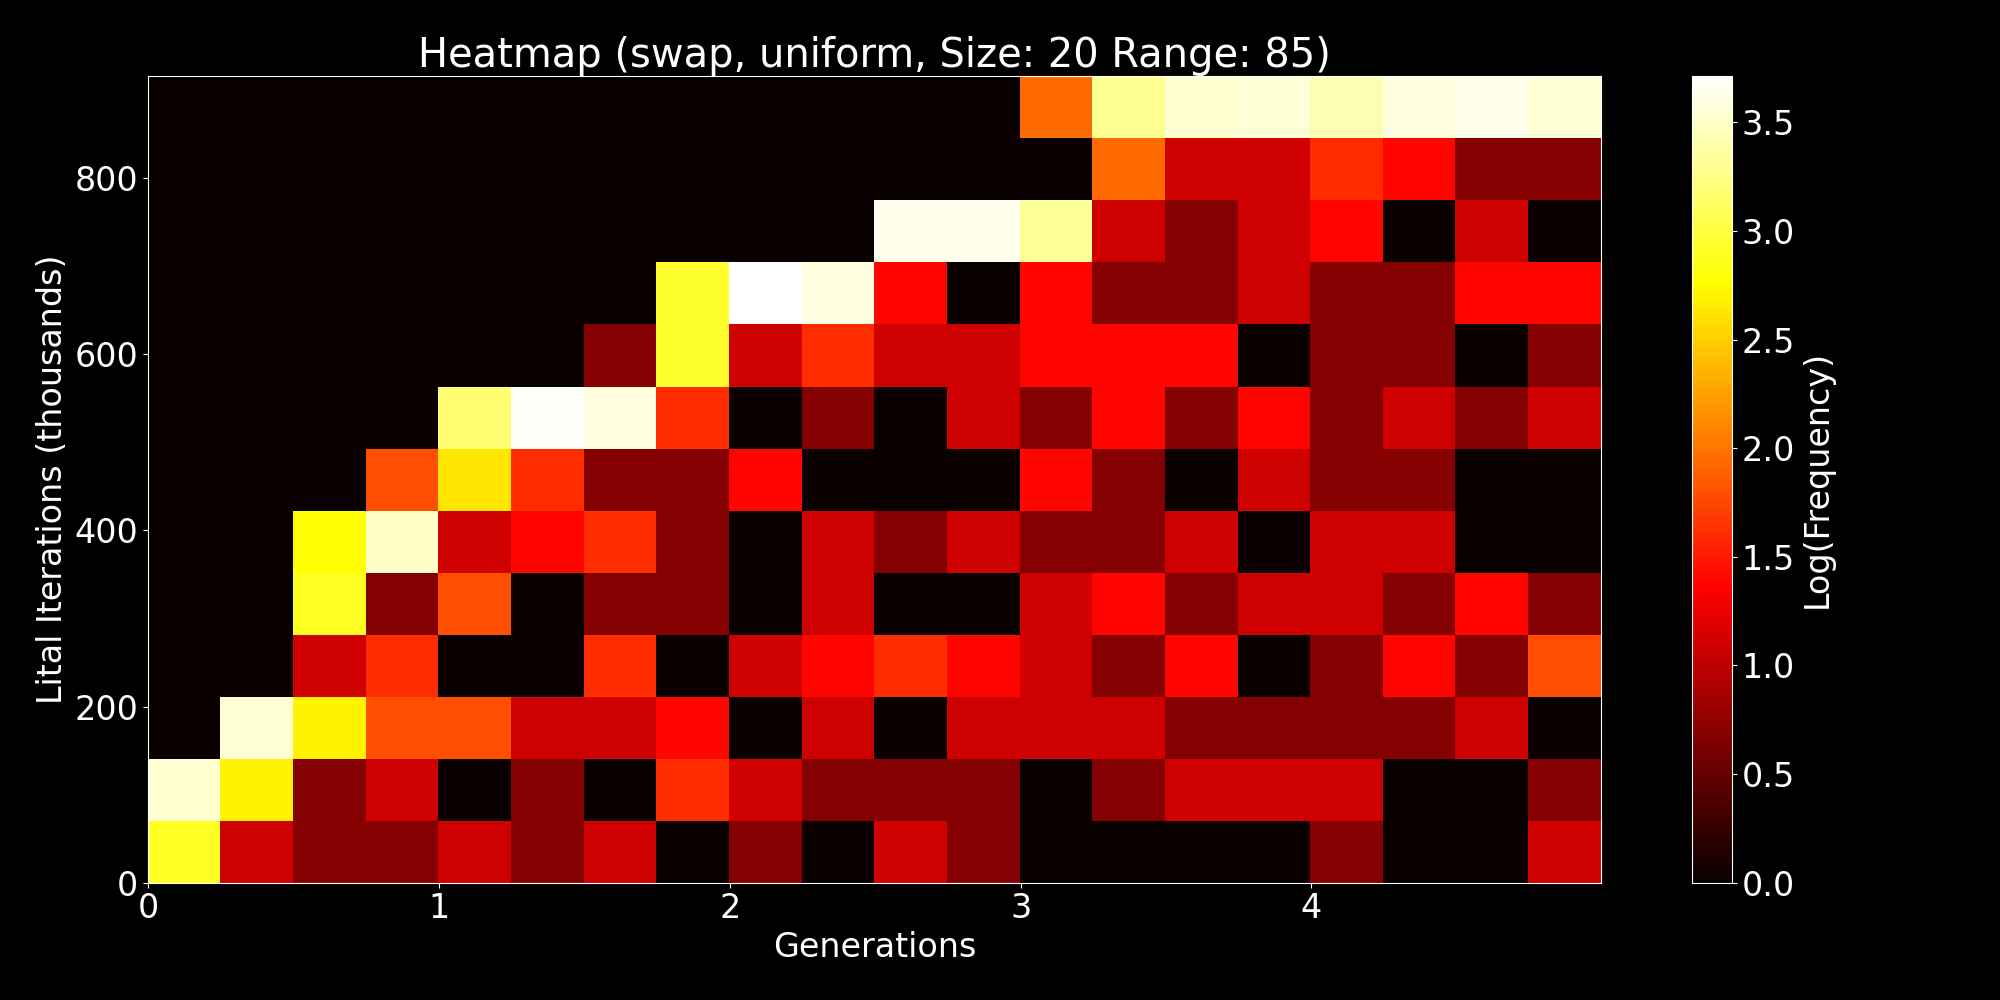 Heatmap (swap, uniform, Size: 20 Range: 85)
Lital Iterations (thousands)
800
600
400
200
0
0 1 2 3 4
Generations
3.5
3.0
2.5
2.0
1.5
1.0
0.5
0.0
Log(Frequency)